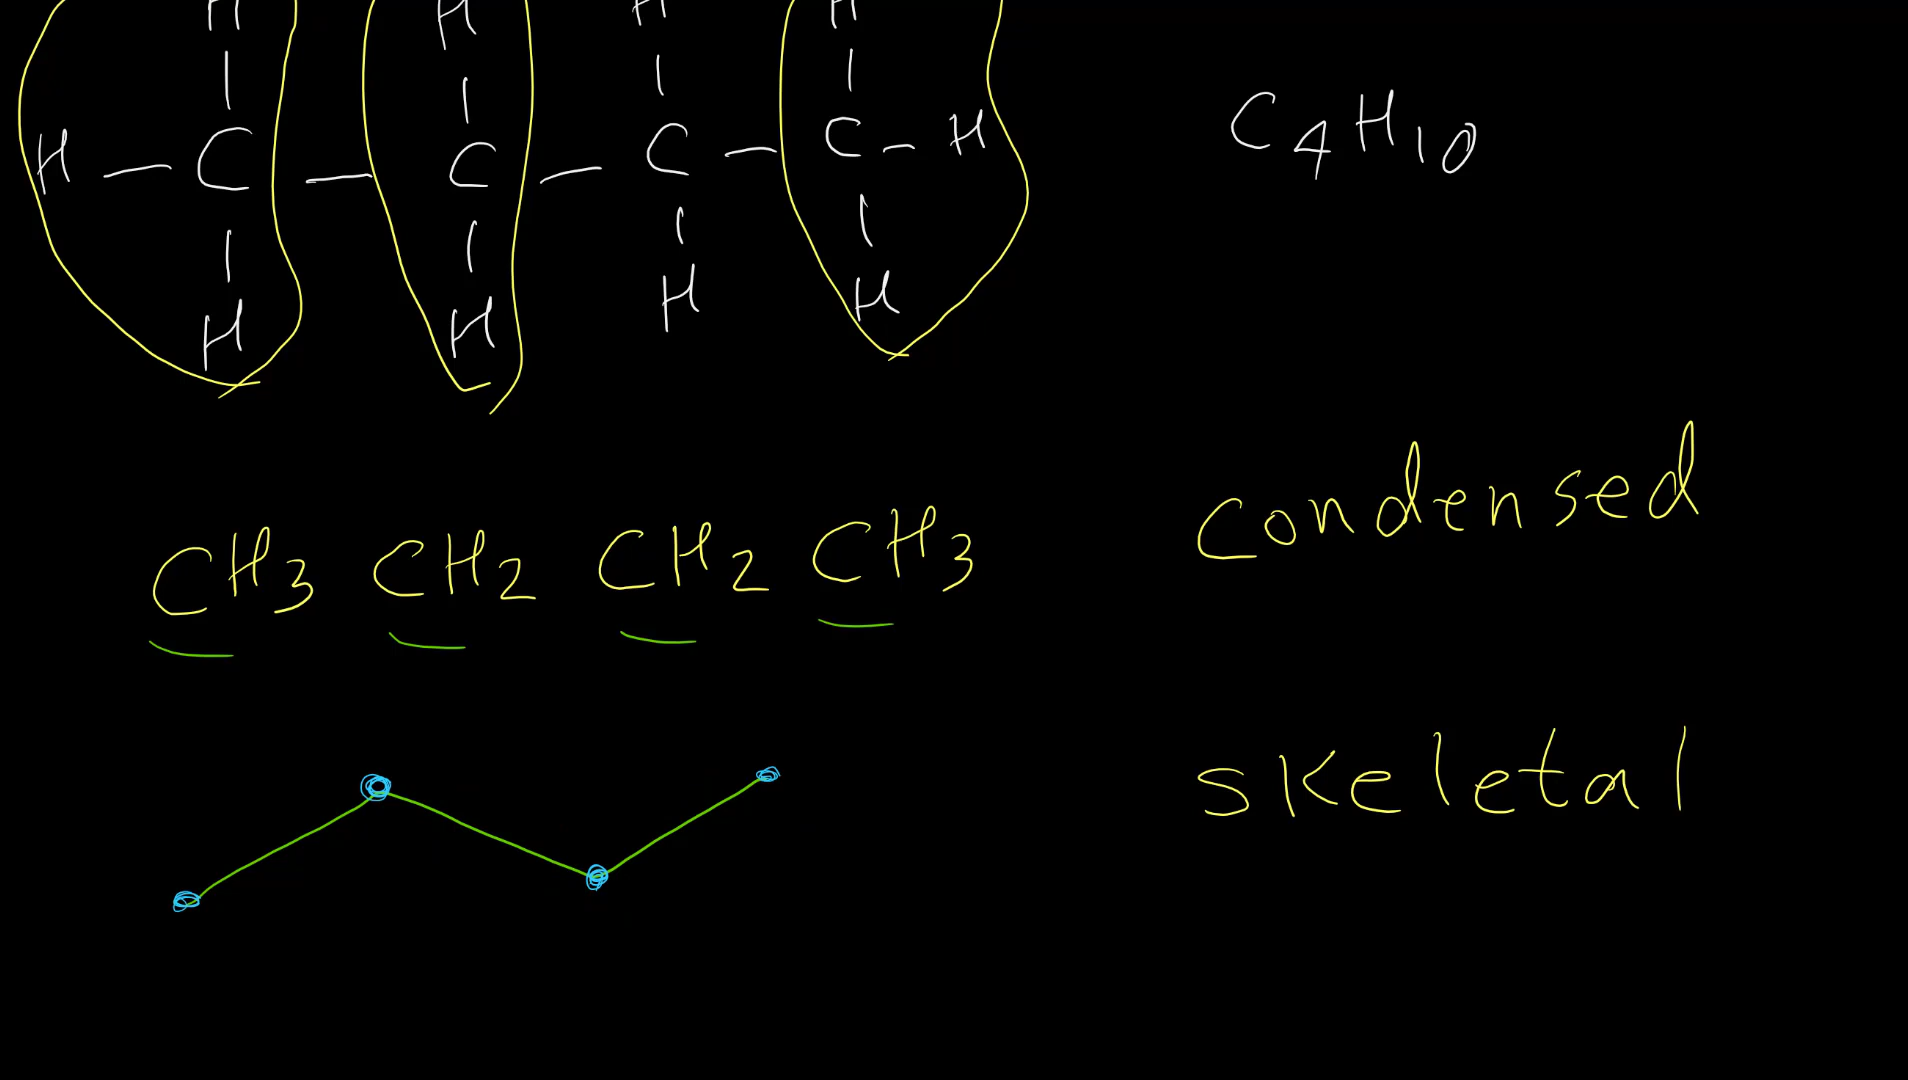 H H H H
H - C - C - C - C - H
H H H H
C4H10
CH3 CH2 CH2 CH3
Condensed
skeletal